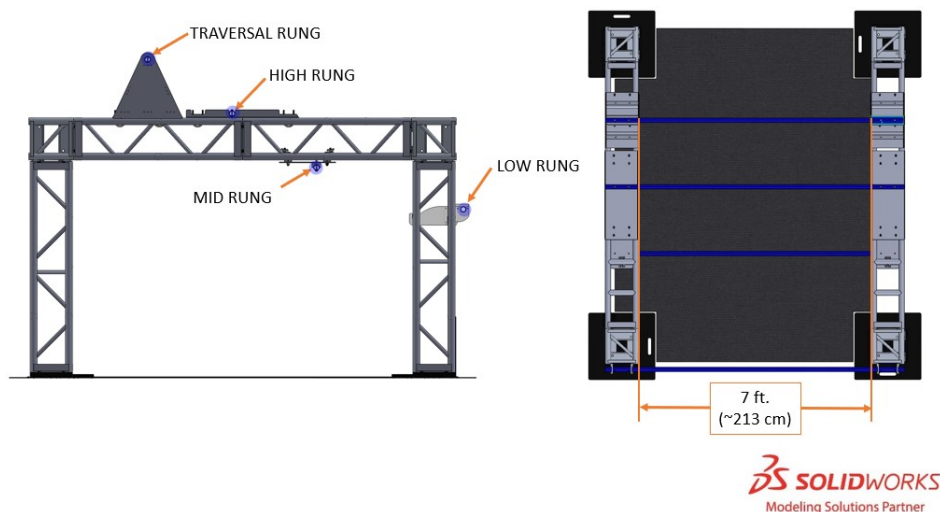 TRAVERSAL RUNG
HIGH RUNG
MID RUNG
LOW RUNG
7 ft.
(~213 cm)
SOLIDWORKS
Modeling Solutions Partner